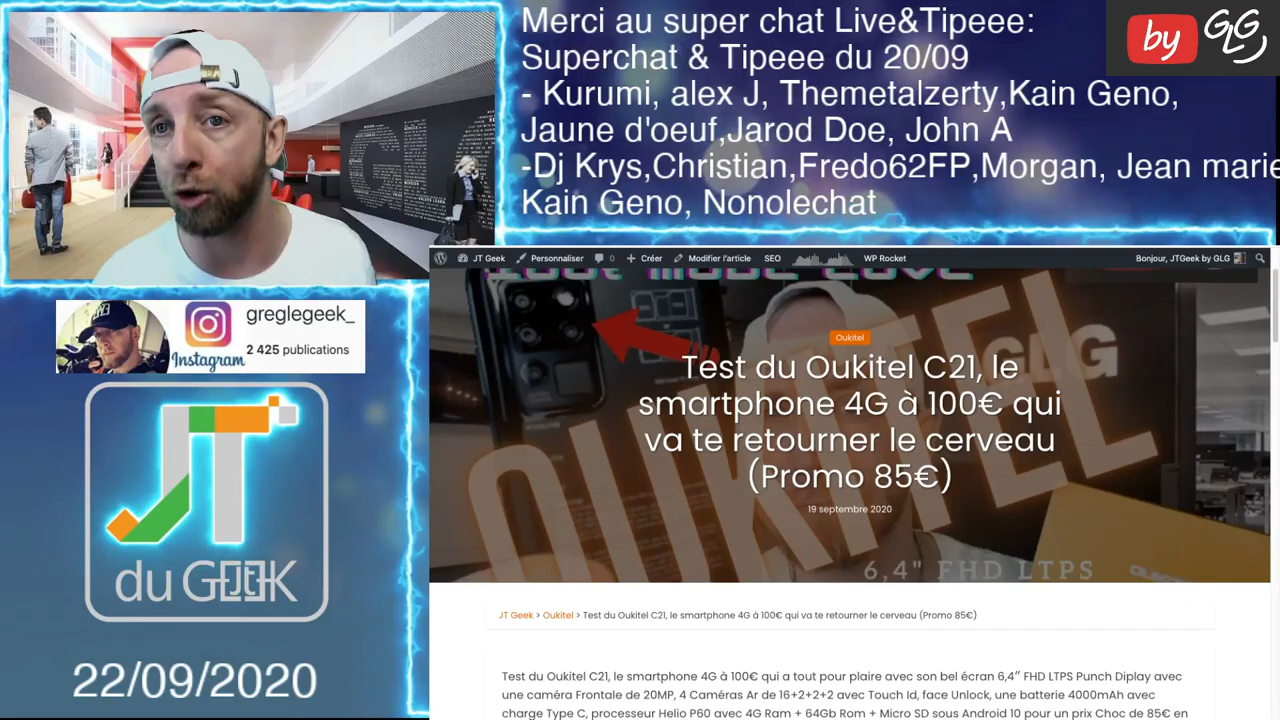 Merci au super chat Live&Tipeee:
Superchat & Tipeee du 20/09
- Kurumi, alex J, Themetalzerty,Kain Geno,
Jaune d'oeuf,Jarod Doe, John A
-Dj Krys,Christian,Fredo62FP,Morgan, Jean marie
Kain Geno, Nonolechat
by GLG
JT Geek Personnaliser 0 Créer Modifier l'article SEO WP Rocket Bonjour, JTGeek by GLG
greglegeek_
Instagram
2 425 publications
GLG
OUKITEL
Oukitel
Test du Oukitel C21, le
smartphone 4G à 100€ qui
va te retourner le cerveau
(Promo 85€)
19 septembre 2020
6,4" FHD LTPS
JT
du GEEK
22/09/2020
JT Geek > Oukitel > Test du Oukitel C21, le smartphone 4G à 100€ qui va te retourner le cerveau (Promo 85€)
Test du Oukitel C21, le smartphone 4G à 100€ qui a tout pour plaire avec son bel écran 6,4″ FHD LTPS Punch Diplay avec
une caméra Frontale de 20MP, 4 Caméras Ar de 16+2+2+2 avec Touch Id, face Unlock, une batterie 4000mAh avec
charge Type C, processeur Helio P60 avec 4G Ram + 64Gb Rom + Micro SD sous Android 10 pour un prix Choc de 85€ en